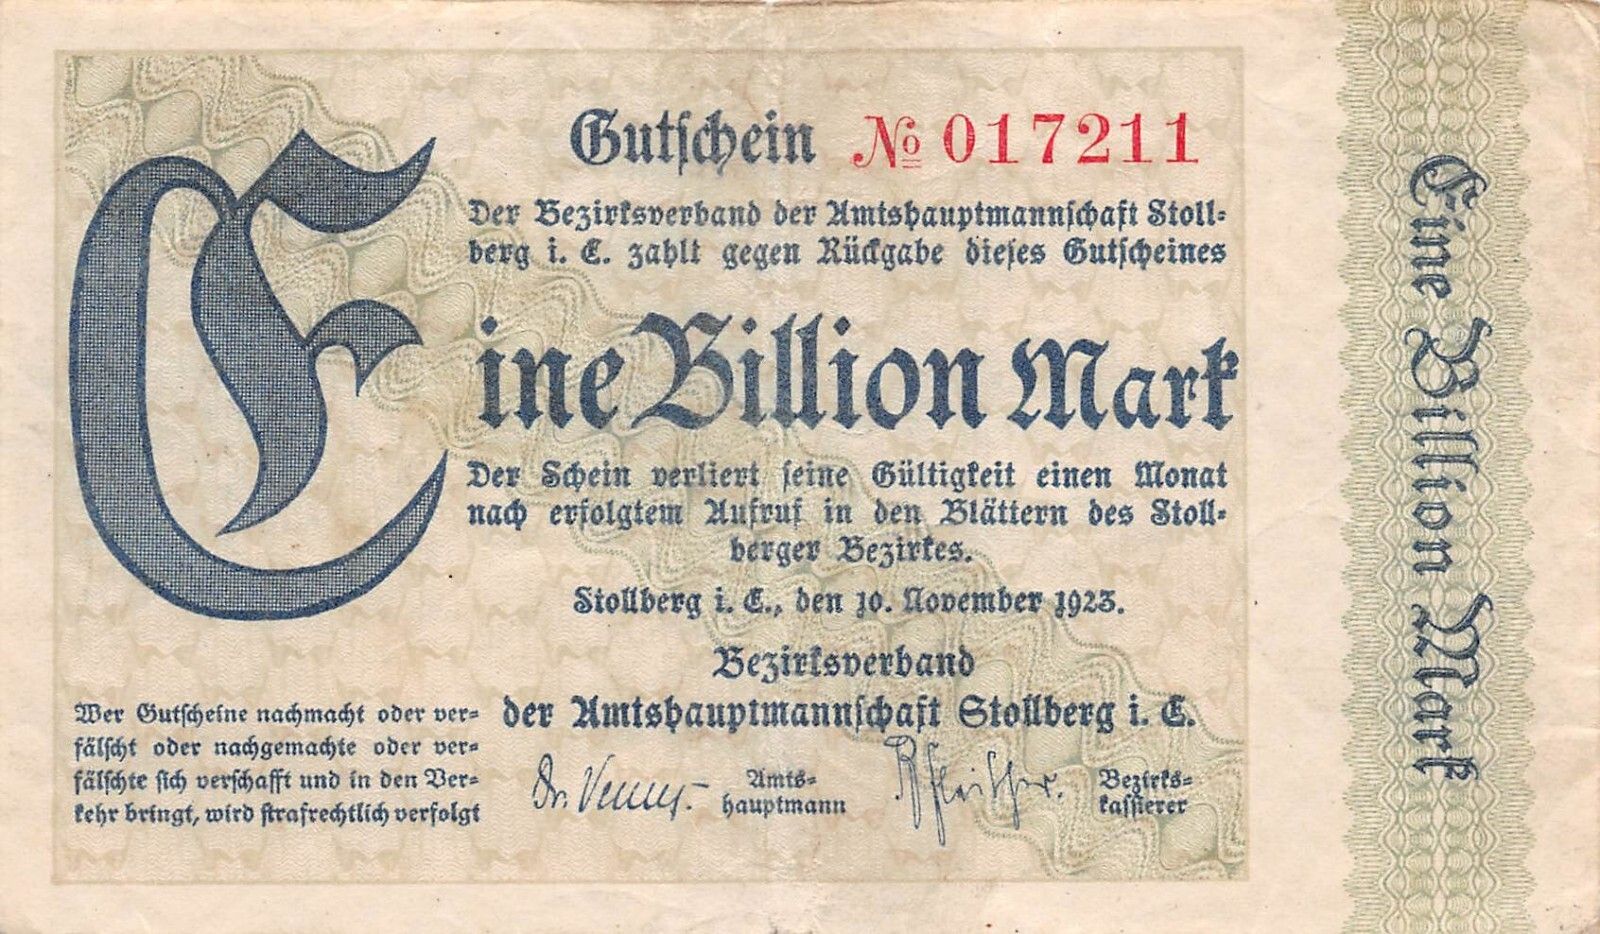 Gutschein № 017211
Der Bezirksverband der Amtshauptmannschaft Stoll-
berg i. E. zahlt gegen Rückgabe dieses Gutscheines
Eine Billion Mark
Der Schein verliert seine Gültigkeit einen Monat
nach erfolgtem Aufruf in den Blättern des Stoll-
berger Bezirkes.
Stollberg i. E., den 10. November 1923.
Bezirksverband
der Amtshauptmannschaft Stollberg i. E.
Dr. Amts-
hauptmann
Fleischer. Bezirks-
kassierer
Wer Gutscheine nachmacht oder ver-
fälscht oder nachgemachte oder ver-
fälschte sich verschafft und in den Ver-
kehr bringt, wird strafrechtlich verfolgt
Eine Billion Mark